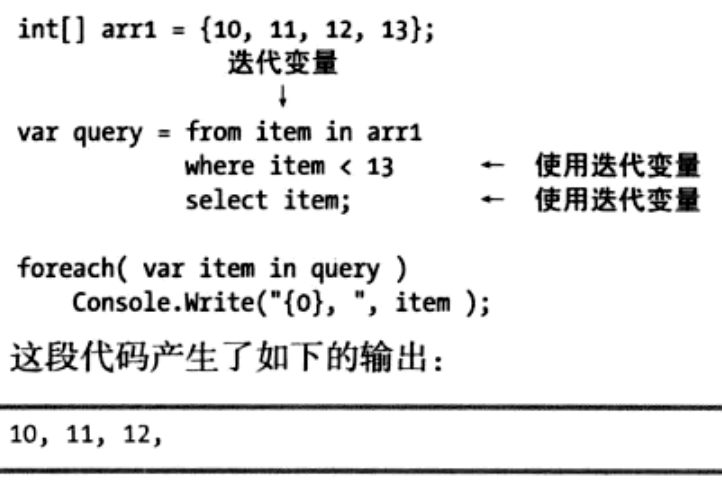 int[] arr1 = {10, 11, 12, 13};
迭代变量
↓
var query = from item in arr1
where item < 13 ← 使用迭代变量
select item; ← 使用迭代变量
foreach( var item in query )
Console.Write("{0}, ", item );
这段代码产生了如下的输出：
10, 11, 12,